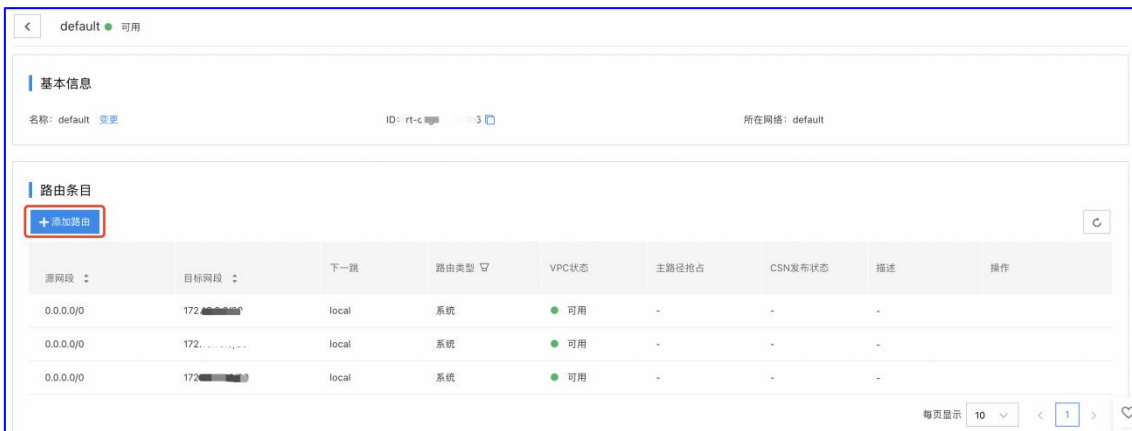 default 可用
基本信息
名称：default 变更 ID：rt-c 所在网络：default
路由条目
+添加路由
源网段 目标网段 下一跳 路由类型 VPC状态 主路径抢占 CSN发布状态 描述 操作
0.0.0.0/0 172. local 系统 可用 - - -
0.0.0.0/0 172. local 系统 可用 - - -
0.0.0.0/0 172 local 系统 可用 - - -
每页显示 10 1